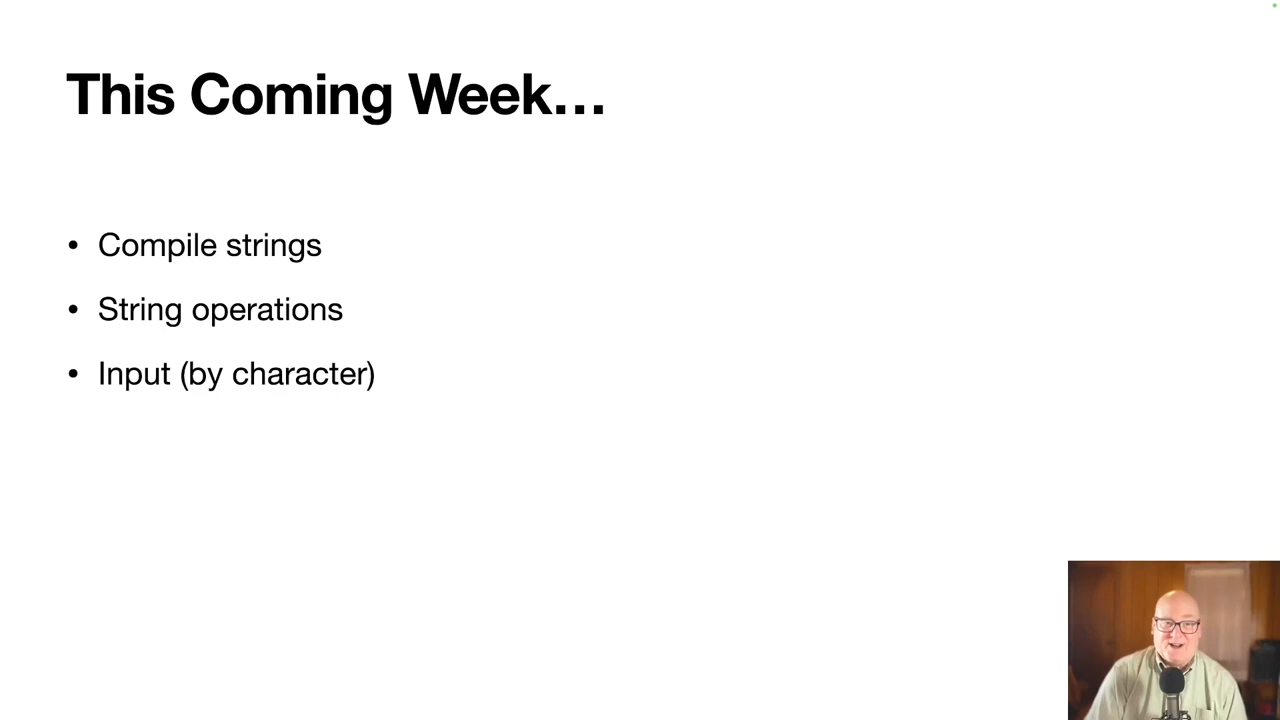 This Coming Week…
• Compile strings
• String operations
• Input (by character)